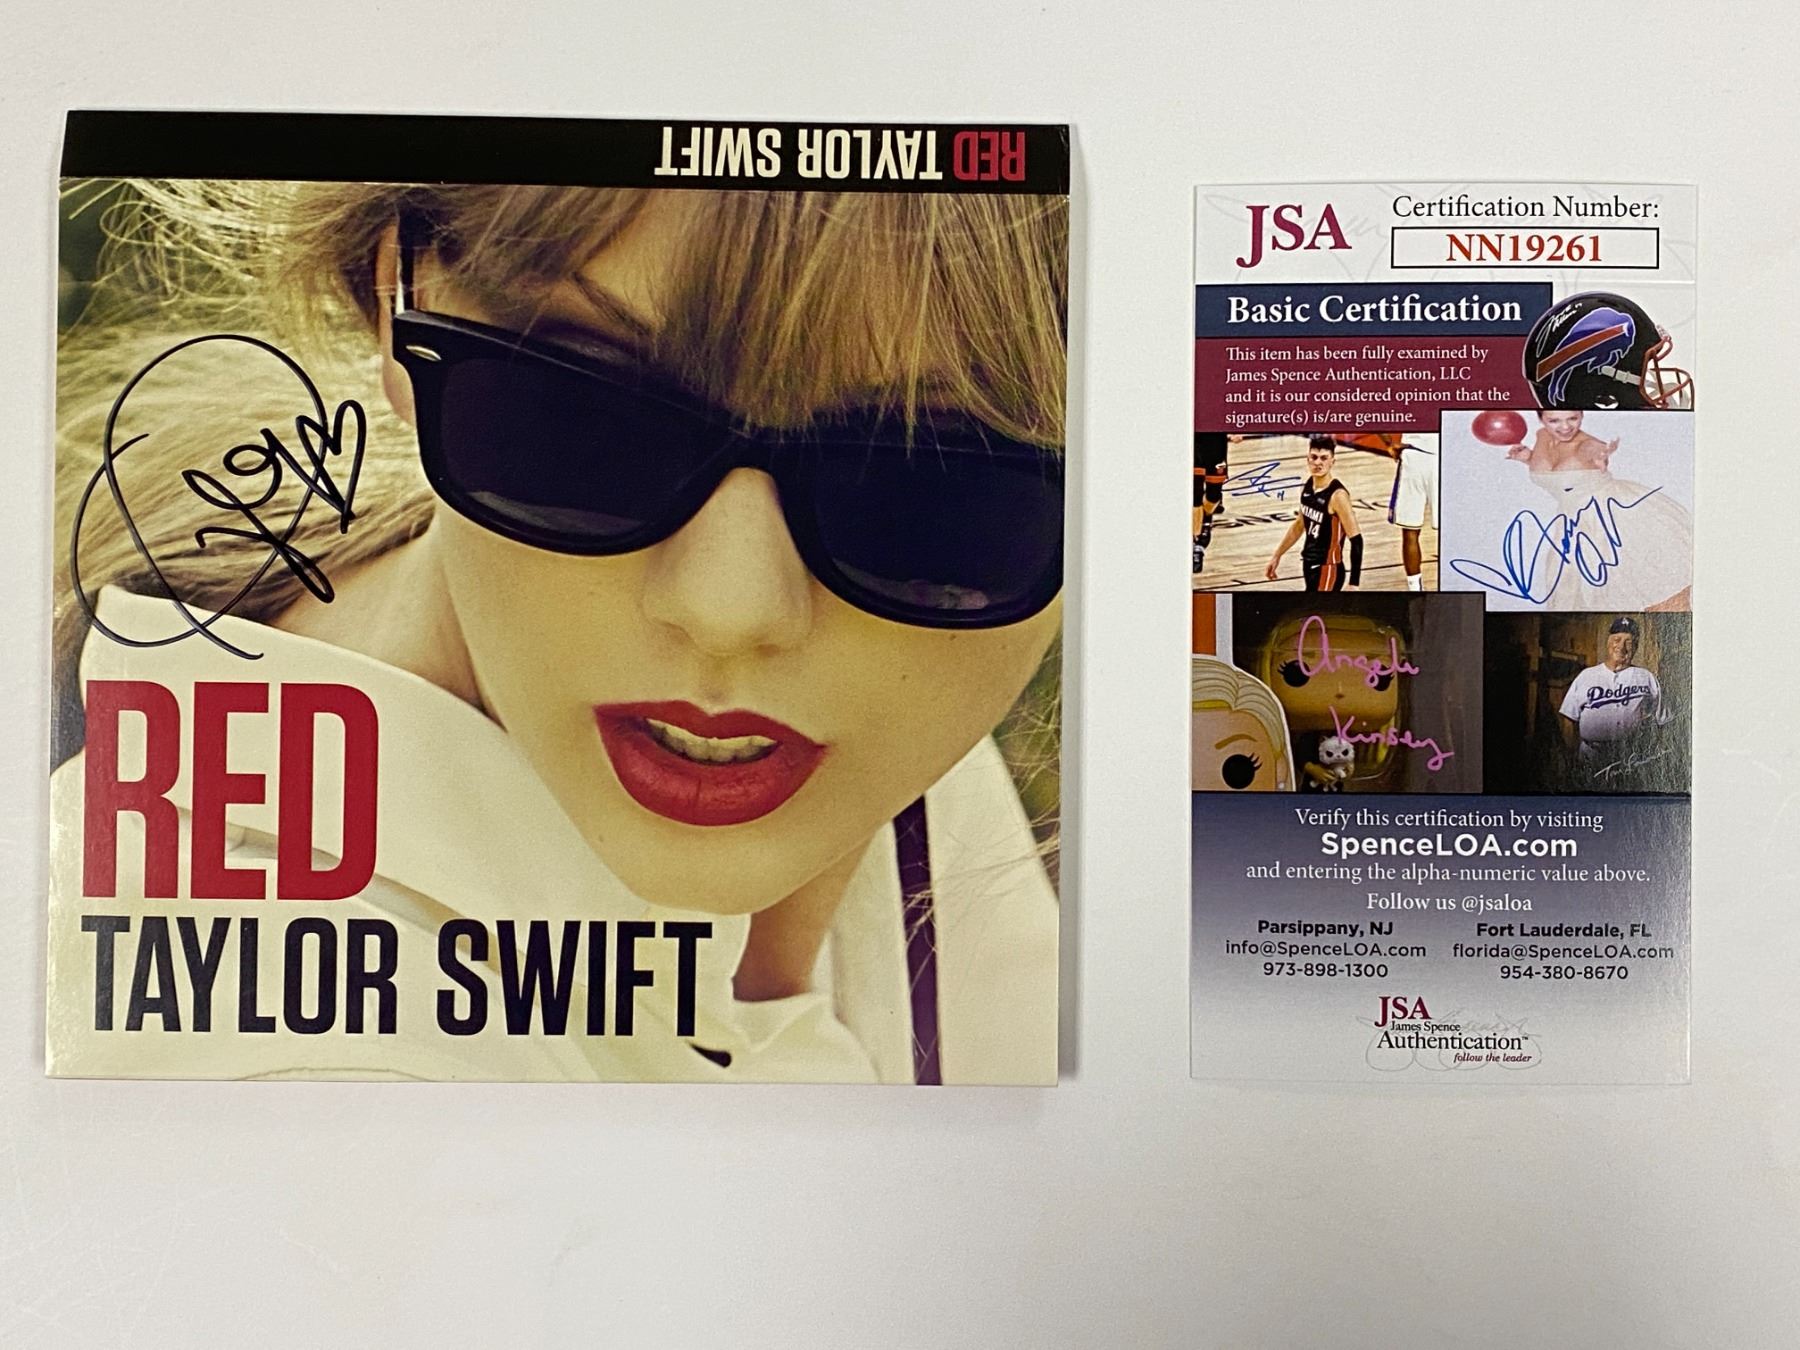 RED TAYLOR SWIFT
RED
TAYLOR SWIFT
JSA
Certification Number:
NN19261
Basic Certification
This item has been fully examined by
James Spence Authentication, LLC
and it is our considered opinion that the
signature(s) is/are genuine.
MIAMI
14
Angela
Kinsey
Dodgers
Verify this certification by visiting
SpenceLOA.com
and entering the alpha-numeric value above.
Follow us @jsaloa
Parsippany, NJ
info@SpenceLOA.com
973-898-1300
Fort Lauderdale, FL
florida@SpenceLOA.com
954-380-8670
JSA
James Spence
Authentication™
follow the leader